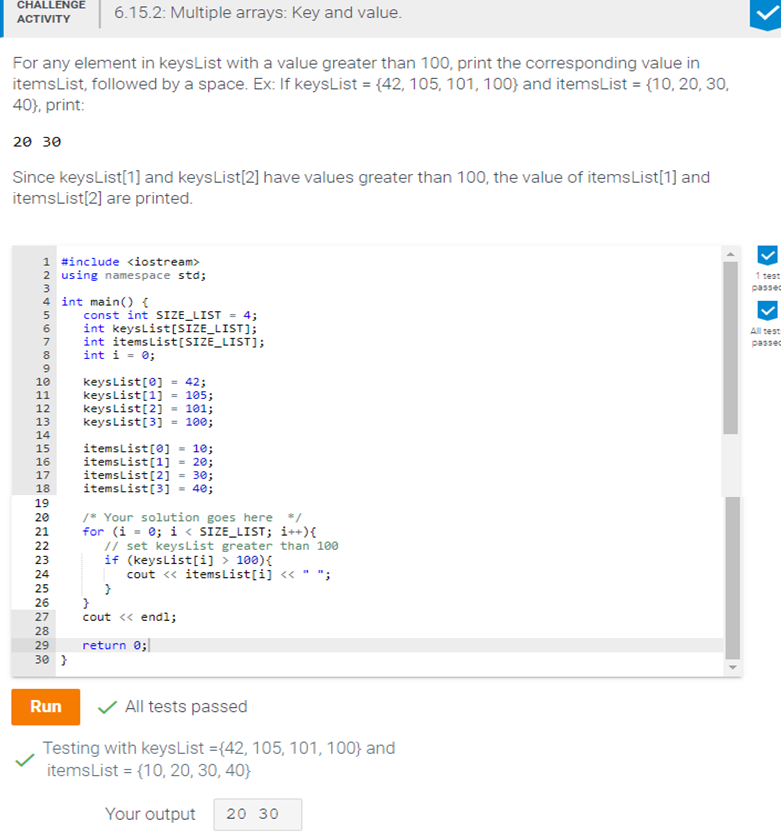 CHALLENGE
ACTIVITY
6.15.2: Multiple arrays: Key and value.
For any element in keysList with a value greater than 100, print the corresponding value in
itemsList, followed by a space. Ex: If keysList = {42, 105, 101, 100} and itemsList = {10, 20, 30,
40}, print:
20 30
Since keysList[1] and keysList[2] have values greater than 100, the value of itemsList[1] and
itemsList[2] are printed.
1 #include <iostream>
2 using namespace std;
3
4 int main() {
5    const int SIZE_LIST = 4;
6    int keysList[SIZE_LIST];
7    int itemsList[SIZE_LIST];
8    int i = 0;
9
10    keysList[0] = 42;
11    keysList[1] = 105;
12    keysList[2] = 101;
13    keysList[3] = 100;
14
15    itemsList[0] = 10;
16    itemsList[1] = 20;
17    itemsList[2] = 30;
18    itemsList[3] = 40;
19
20    /* Your solution goes here  */
21    for (i = 0; i < SIZE_LIST; i++){
22       // set keysList greater than 100
23       if (keysList[i] > 100){
24          cout << itemsList[i] << " ";
25       }
26    }
27    cout << endl;
28
29    return 0;
30 }
1 test
passed
All test
passed
Run
All tests passed
Testing with keysList ={42, 105, 101, 100} and
itemsList = {10, 20, 30, 40}
Your output
20 30